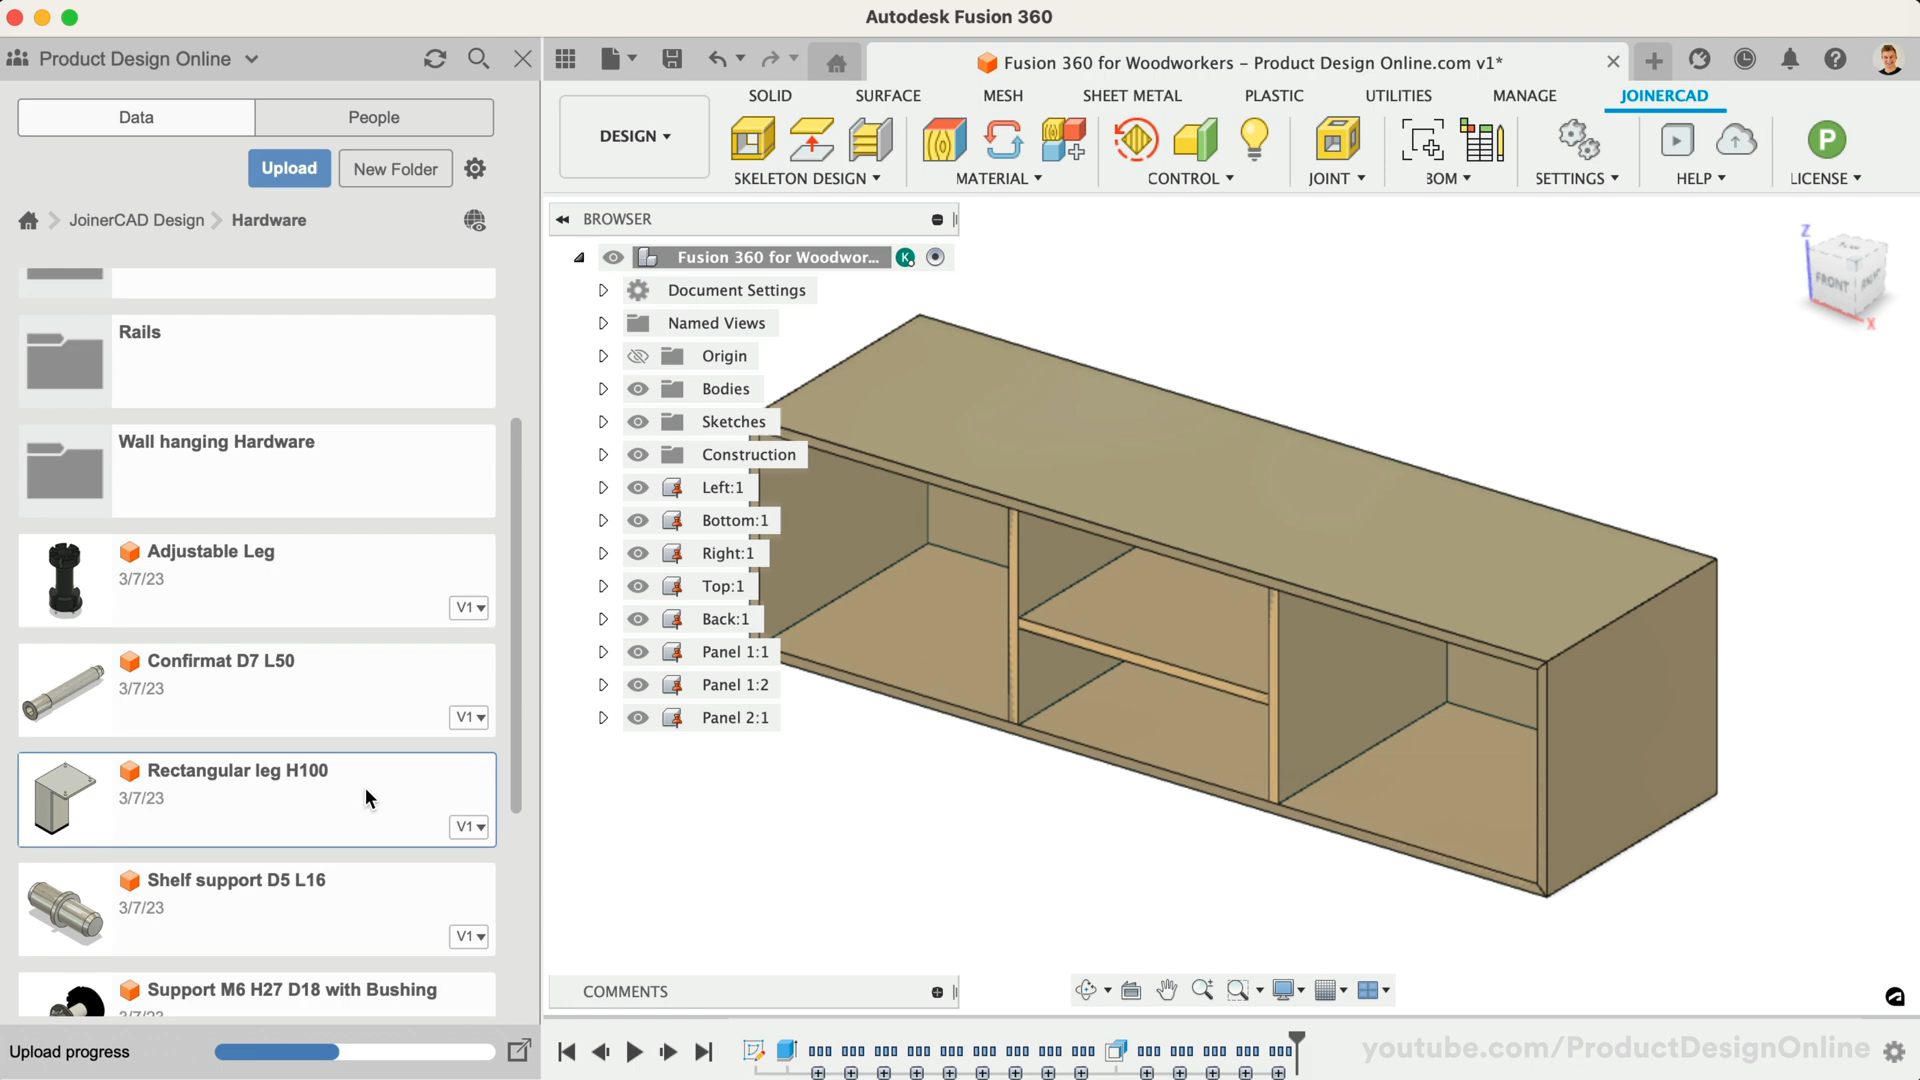 Autodesk Fusion 360
Product Design Online
Fusion 360 for Woodworkers – Product Design Online.com v1*
Data
People
Upload
New Folder
JoinerCAD Design
Hardware
Rails
Wall hanging Hardware
Adjustable Leg
3/7/23
V1
Confirmat D7 L50
3/7/23
V1
Rectangular leg H100
3/7/23
V1
Shelf support D5 L16
3/7/23
V1
Support M6 H27 D18 with Bushing
3/7/23
Upload progress
SOLID
SURFACE
MESH
SHEET METAL
PLASTIC
UTILITIES
MANAGE
JOINERCAD
DESIGN
SKELETON DESIGN
MATERIAL
CONTROL
JOINT
BOM
SETTINGS
HELP
P
LICENSE
BROWSER
Fusion 360 for Woodwor...
K
Document Settings
Named Views
Origin
Bodies
Sketches
Construction
Left:1
Bottom:1
Right:1
Top:1
Back:1
Panel 1:1
Panel 1:2
Panel 2:1
Z
FRONT
X
COMMENTS
youtube.com/ProductDesignOnline